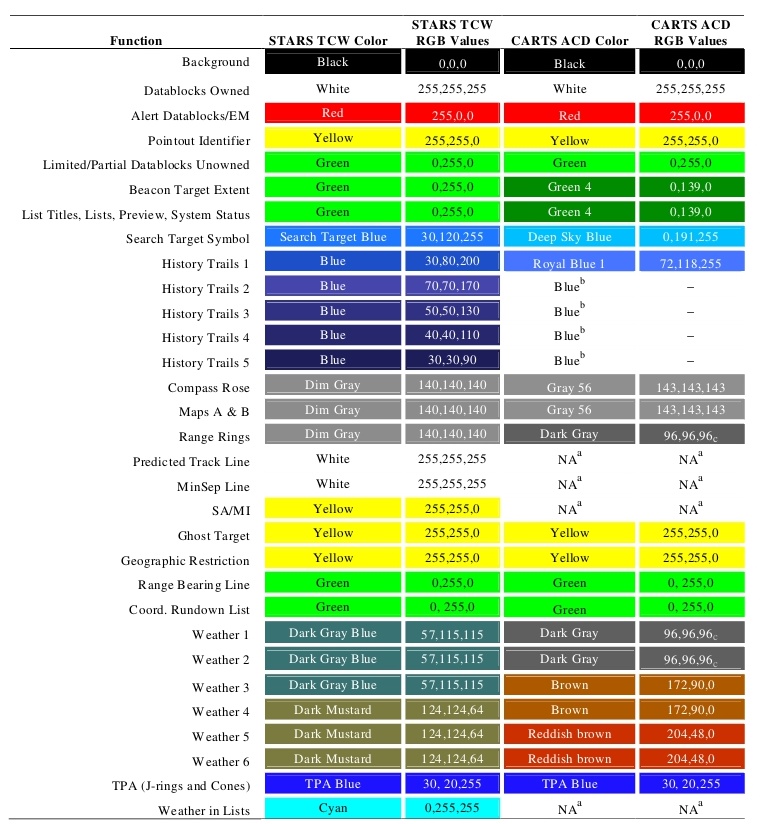 Function STARS TCW Color STARS TCW RGB Values CARTS ACD Color CARTS ACD RGB Values
Background Black 0,0,0 Black 0,0,0
Datablocks Owned White 255,255,255 White 255,255,255
Alert Datablocks/EM Red 255,0,0 Red 255,0,0
Pointout Identifier Yellow 255,255,0 Yellow 255,255,0
Limited/Partial Datablocks Unowned Green 0,255,0 Green 0,255,0
Beacon Target Extent Green 0,255,0 Green 4 0,139,0
List Titles, Lists, Preview, System Status Green 0,255,0 Green 4 0,139,0
Search Target Symbol Search Target Blue 30,120,255 Deep Sky Blue 0,191,255
History Trails 1 Blue 30,80,200 Royal Blue 1 72,118,255
History Trails 2 Blue 70,70,170 Blue b –
History Trails 3 Blue 50,50,130 Blue b –
History Trails 4 Blue 40,40,110 Blue b –
History Trails 5 Blue 30,30,90 Blue b –
Compass Rose Dim Gray 140,140,140 Gray 56 143,143,143
Maps A & B Dim Gray 140,140,140 Gray 56 143,143,143
Range Rings Dim Gray 140,140,140 Dark Gray 96,96,96 c
Predicted Track Line White 255,255,255 NA a NA a
MinSep Line White 255,255,255 NA a NA a
SA/MI Yellow 255,255,0 NA a NA a
Ghost Target Yellow 255,255,0 Yellow 255,255,0
Geographic Restriction Yellow 255,255,0 Yellow 255,255,0
Range Bearing Line Green 0,255,0 Green 0, 255,0
Coord. Rundown List Green 0, 255,0 Green 0, 255,0
Weather 1 Dark Gray Blue 57,115,115 Dark Gray 96,96,96 c
Weather 2 Dark Gray Blue 57,115,115 Dark Gray 96,96,96 c
Weather 3 Dark Gray Blue 57,115,115 Brown 172,90,0
Weather 4 Dark Mustard 124,124,64 Brown 172,90,0
Weather 5 Dark Mustard 124,124,64 Reddish brown 204,48,0
Weather 6 Dark Mustard 124,124,64 Reddish brown 204,48,0
TPA (J-rings and Cones) TPA Blue 30, 20,255 TPA Blue 30, 20,255
Weather in Lists Cyan 0,255,255 NA a NA a